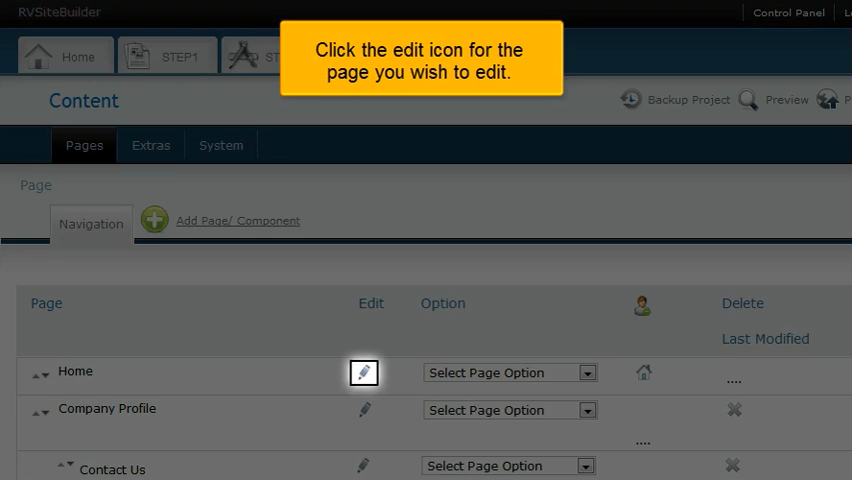 RVSiteBuilder
Control Panel
Click the edit icon for the
page you wish to edit.
Home
STEP1
Content
Backup Project
Preview
Pages
Extras
System
Page
Navigation
Add Page/ Component
Page
Edit
Option
Delete
Last Modified
Home
Select Page Option
....
Company Profile
Select Page Option
....
Contact Us
Select Page Option